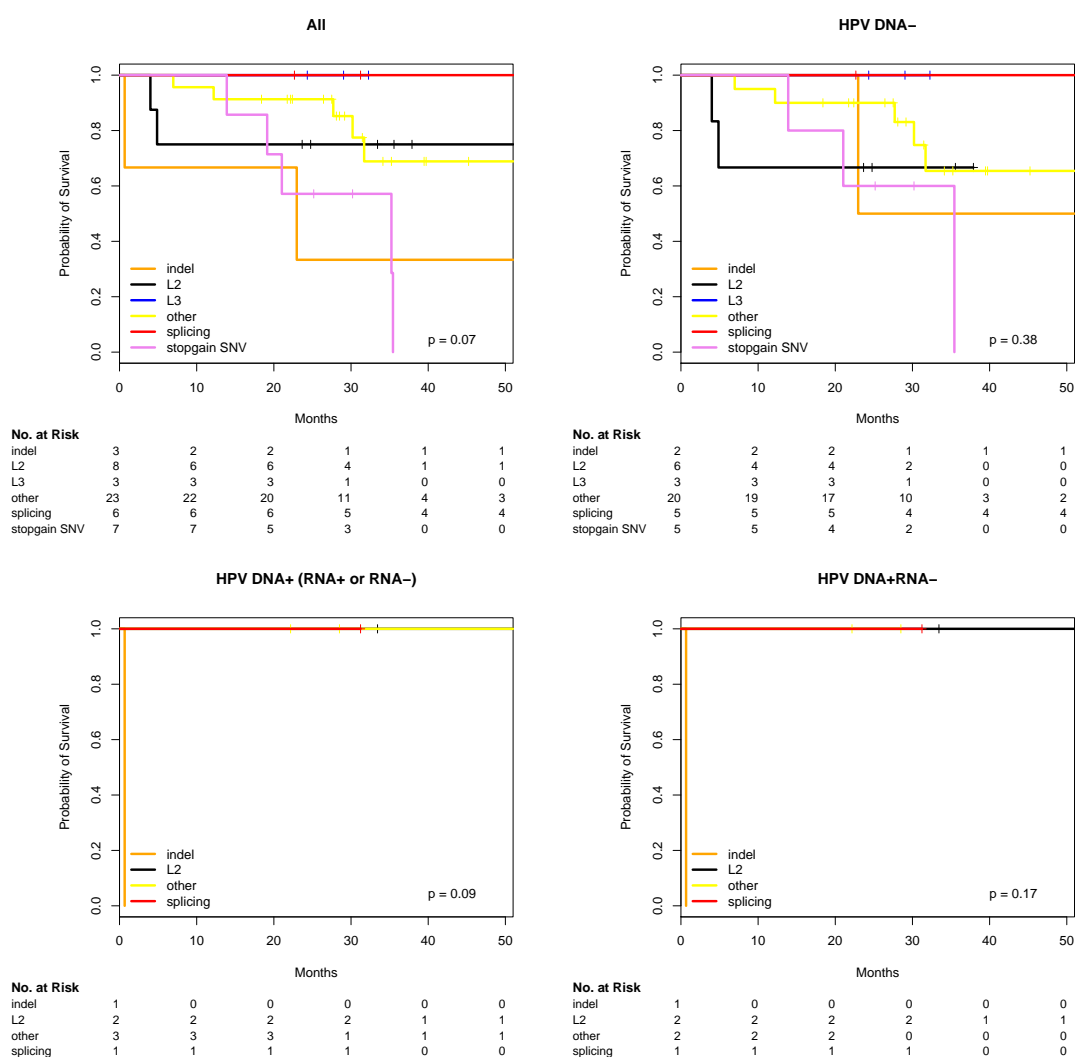 All
Probability of Survival
1.0
0.8
0.6
0.4
0.2
0.0
indel
L2
L3
other
splicing
stopgain SNV
p = 0.07
0 10 20 30 40 50
Months
No. at Risk
indel 3 2 2 1 1 1
L2 8 6 6 4 1 1
L3 3 3 3 1 0 0
other 23 22 20 11 4 3
splicing 6 6 6 5 4 4
stopgain SNV 7 7 5 3 0 0
HPV DNA−
Probability of Survival
1.0
0.8
0.6
0.4
0.2
0.0
indel
L2
L3
other
splicing
stopgain SNV
p = 0.38
0 10 20 30 40 50
Months
No. at Risk
indel 2 2 2 1 1 1
L2 6 4 4 2 0 0
L3 3 3 3 1 0 0
other 20 19 17 10 3 2
splicing 5 5 5 4 4 4
stopgain SNV 5 5 4 2 0 0
HPV DNA+ (RNA+ or RNA−)
Probability of Survival
1.0
0.8
0.6
0.4
0.2
0.0
indel
L2
other
splicing
p = 0.09
0 10 20 30 40 50
Months
No. at Risk
indel 1 0 0 0 0 0
L2 2 2 2 2 1 1
other 3 3 3 1 1 1
splicing 1 1 1 1 0 0
HPV DNA+RNA−
Probability of Survival
1.0
0.8
0.6
0.4
0.2
0.0
indel
L2
other
splicing
p = 0.17
0 10 20 30 40 50
Months
No. at Risk
indel 1 0 0 0 0 0
L2 2 2 2 2 1 1
other 2 2 2 0 0 0
splicing 1 1 1 1 0 0